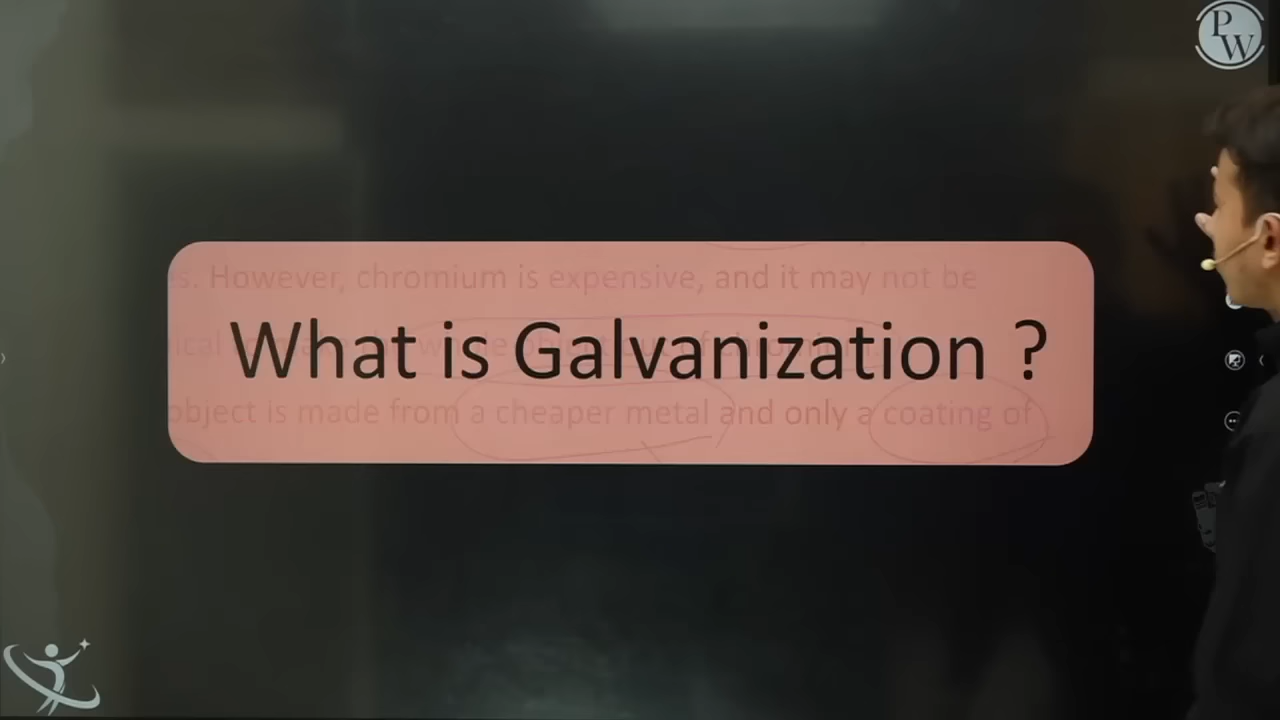 PW
s. However, chromium is expensive, and it may not be
What is Galvanization ?
object is made from a cheaper metal and only a coating of